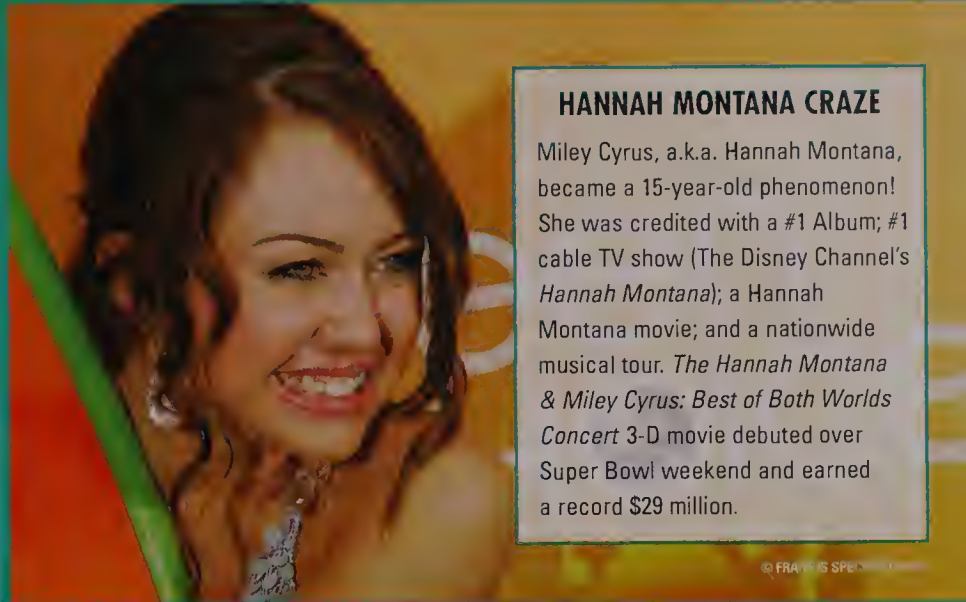 HANNAH MONTANA CRAZE
Miley Cyrus, a.k.a. Hannah Montana,
became a 15-year-old phenomenon!
She was credited with a #1 Album; #1
cable TV show (The Disney Channel's
Hannah Montana); a Hannah
Montana movie; and a nationwide
musical tour. The Hannah Montana
& Miley Cyrus: Best of Both Worlds
Concert 3-D movie debuted over
Super Bowl weekend and earned
a record $29 million.
©